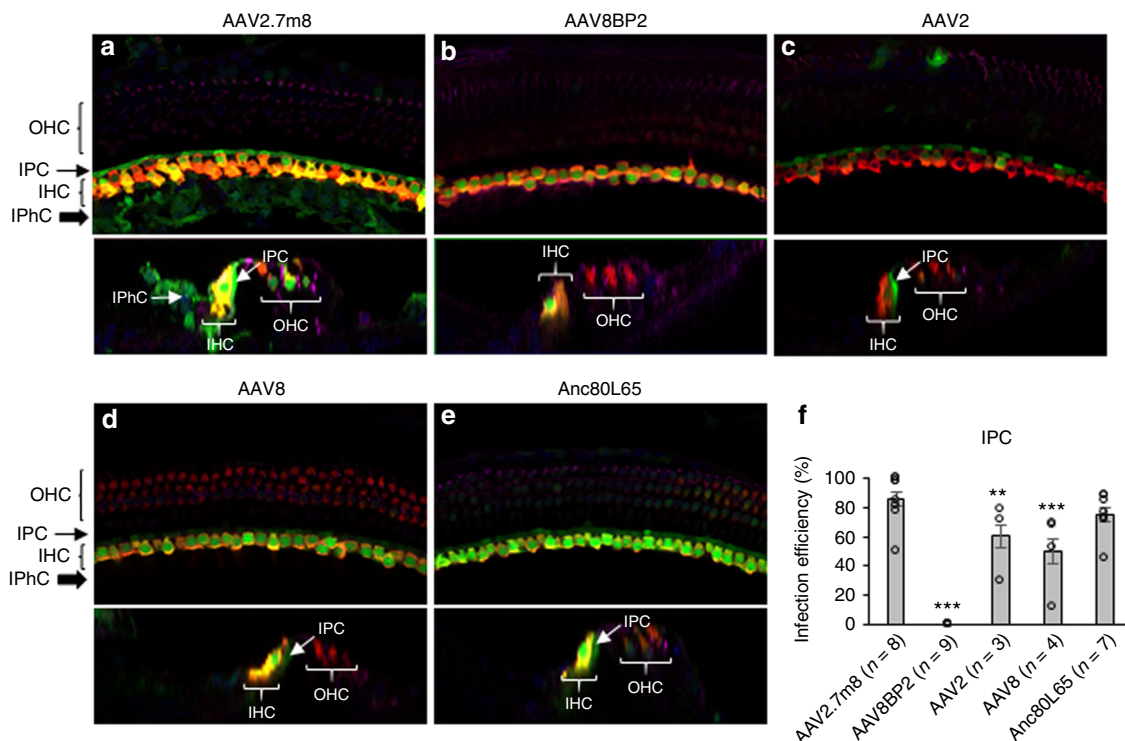 AAV2.7m8 AAV8BP2 AAV2
a b c
OHC
IPC
IHC
IPhC
IPhC IPC IHC OHC
IHC OHC
IPC OHC IHC
AAV8 Anc80L65
d e f
OHC
IPC
IHC
IPhC
IPC IHC OHC
IPC IHC OHC
IPC
Infection efficiency (%)
100
80
60
40
20
0
*** ** ***
AAV2.7m8 (n = 8)
AAV8BP2 (n = 9)
AAV2 (n = 3)
AAV8 (n = 4)
Anc80L65 (n = 7)